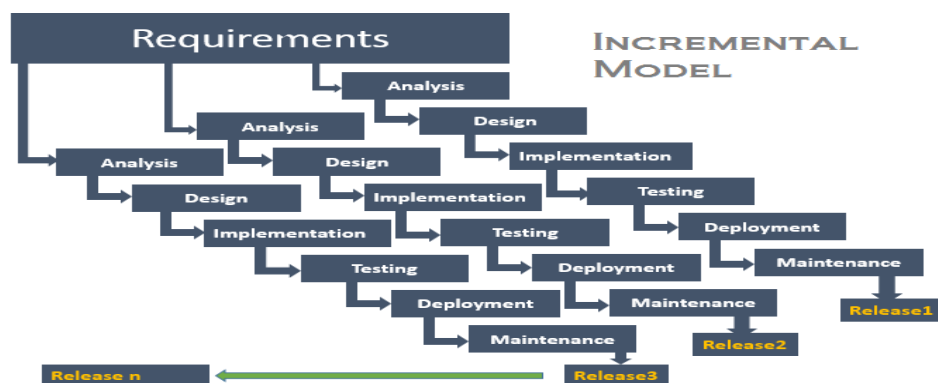 Requirements
INCREMENTAL
MODEL
Analysis
Design
Implementation
Testing
Deployment
Maintenance
Release1
Analysis
Design
Implementation
Testing
Deployment
Maintenance
Release2
Analysis
Design
Implementation
Testing
Deployment
Maintenance
Release3
Release n